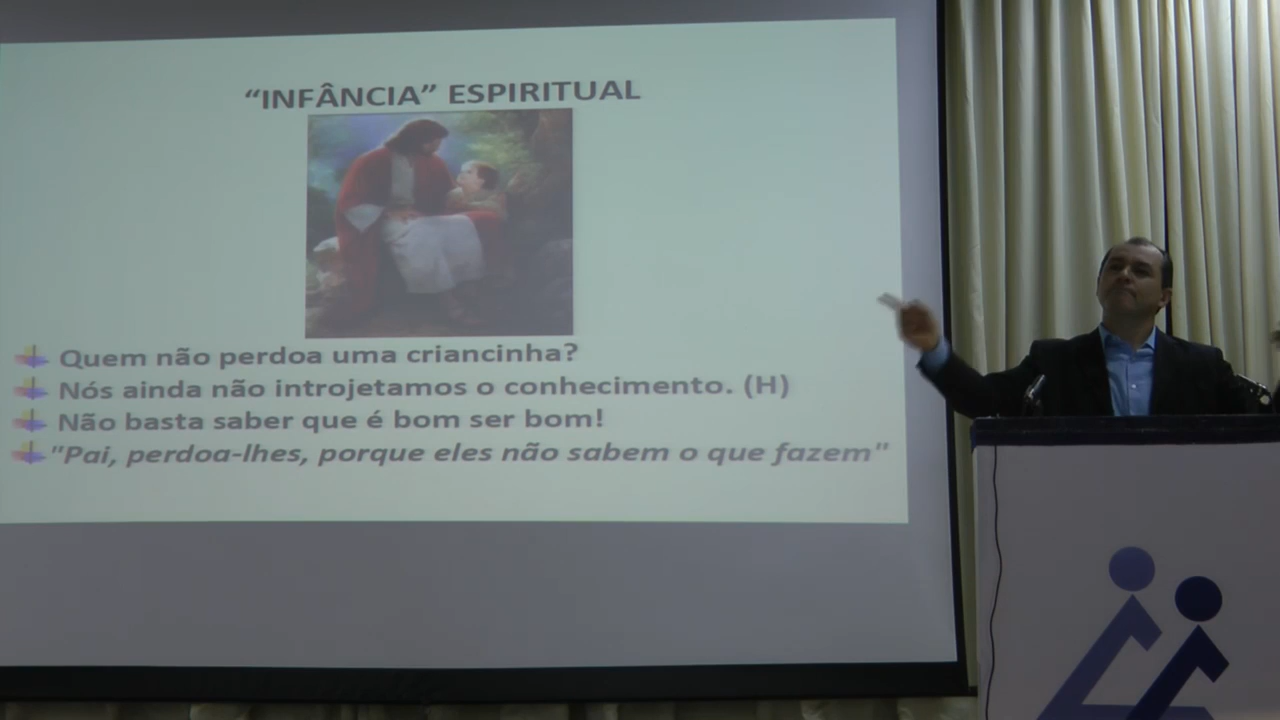 “INFÂNCIA” ESPIRITUAL
Quem não perdoa uma criancinha?
Nós ainda não introjetamos o conhecimento. (H)
Não basta saber que é bom ser bom!
"Pai, perdoa-lhes, porque eles não sabem o que fazem"